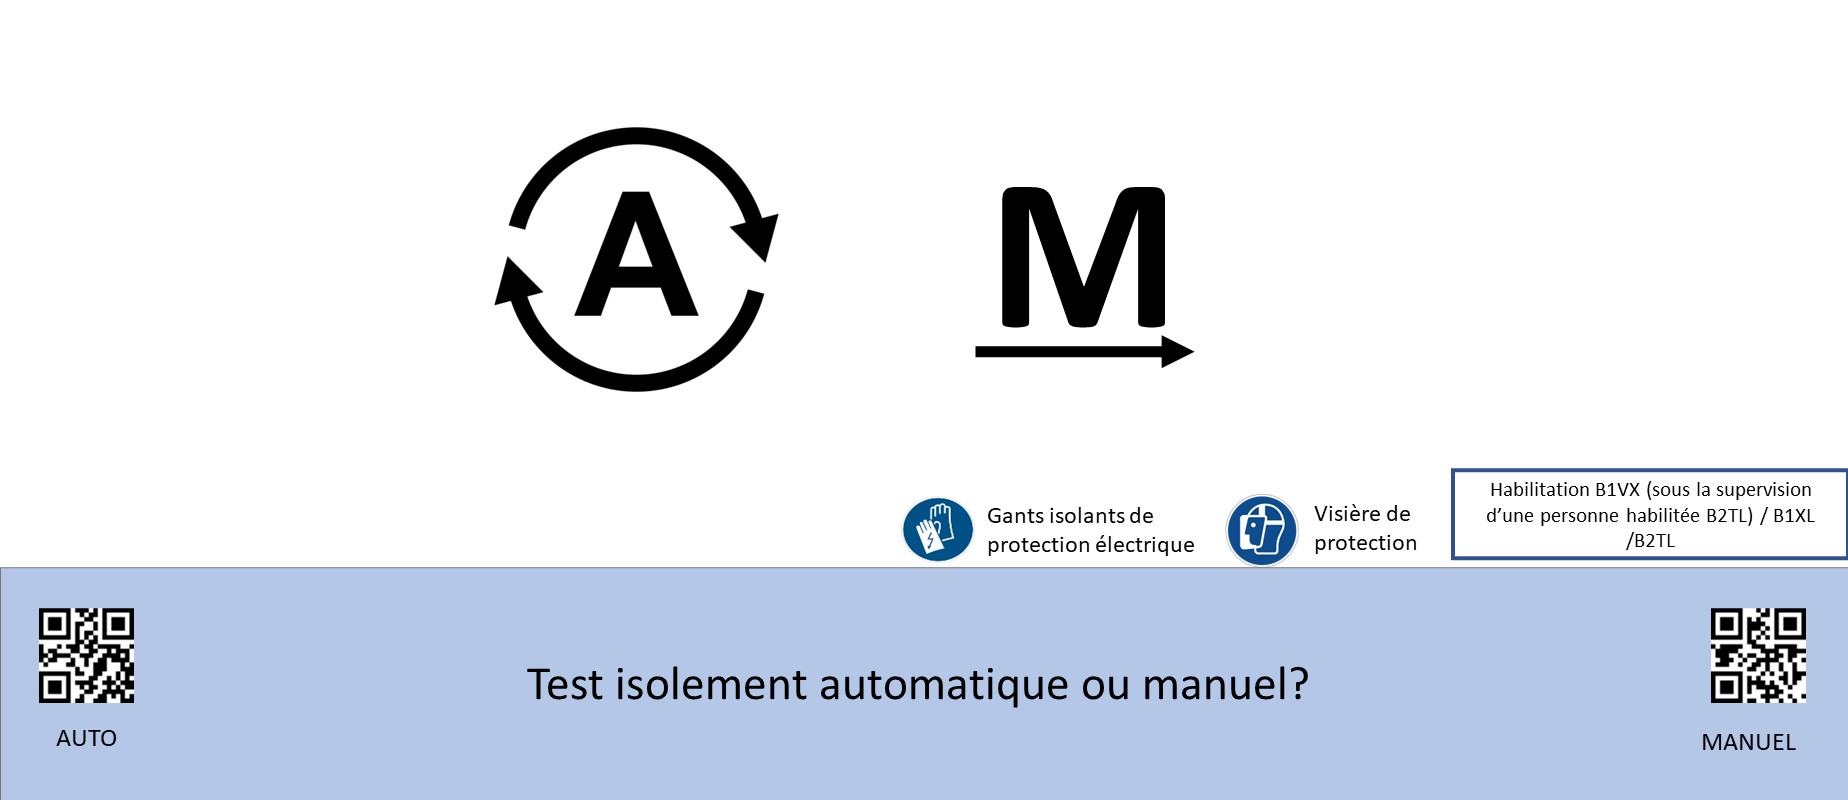 A
M
Gants isolants de
protection électrique
Visière de
protection
Habilitation B1VX (sous la supervision
d’une personne habilitée B2TL) / B1XL
/B2TL
Test isolement automatique ou manuel?
AUTO
MANUEL